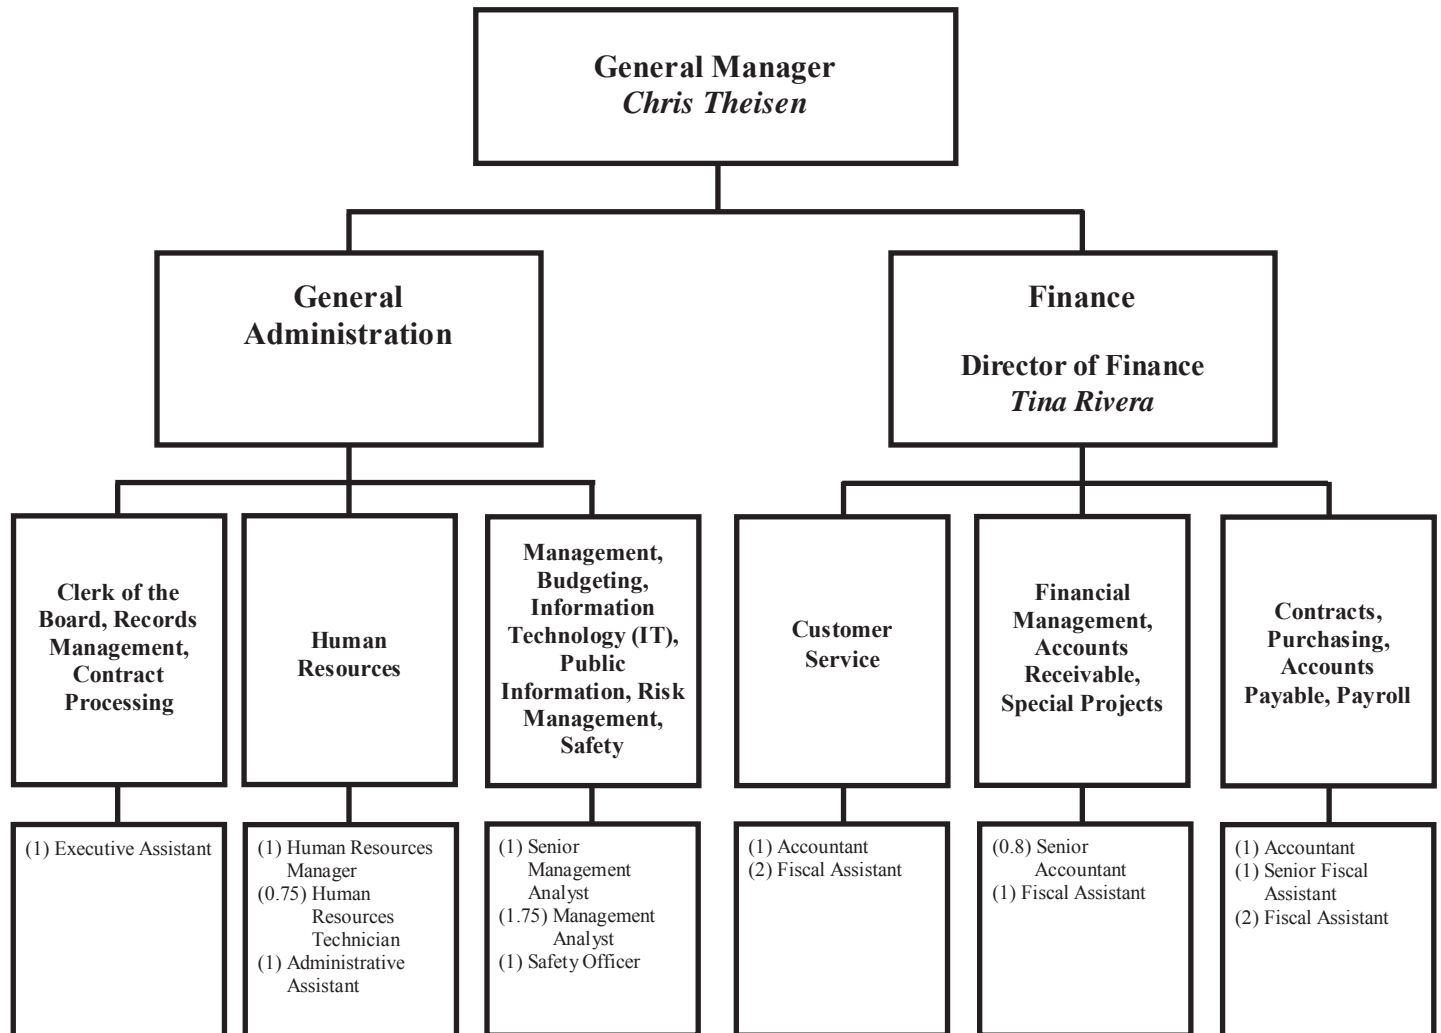 General Manager
Chris Theisen
General
Administration
Finance
Director of Finance
Tina Rivera
Clerk of the
Board, Records
Management,
Contract
Processing
Human
Resources
Management,
Budgeting,
Information
Technology (IT),
Public
Information, Risk
Management,
Safety
Customer
Service
Financial
Management,
Accounts
Receivable,
Special Projects
Contracts,
Purchasing,
Accounts
Payable, Payroll
(1) Executive Assistant
(1) Human Resources
Manager
(0.75) Human
Resources
Technician
(1) Administrative
Assistant
(1) Senior
Management
Analyst
(1.75) Management
Analyst
(1) Safety Officer
(1) Accountant
(2) Fiscal Assistant
(0.8) Senior
Accountant
(1) Fiscal Assistant
(1) Accountant
(1) Senior Fiscal
Assistant
(2) Fiscal Assistant